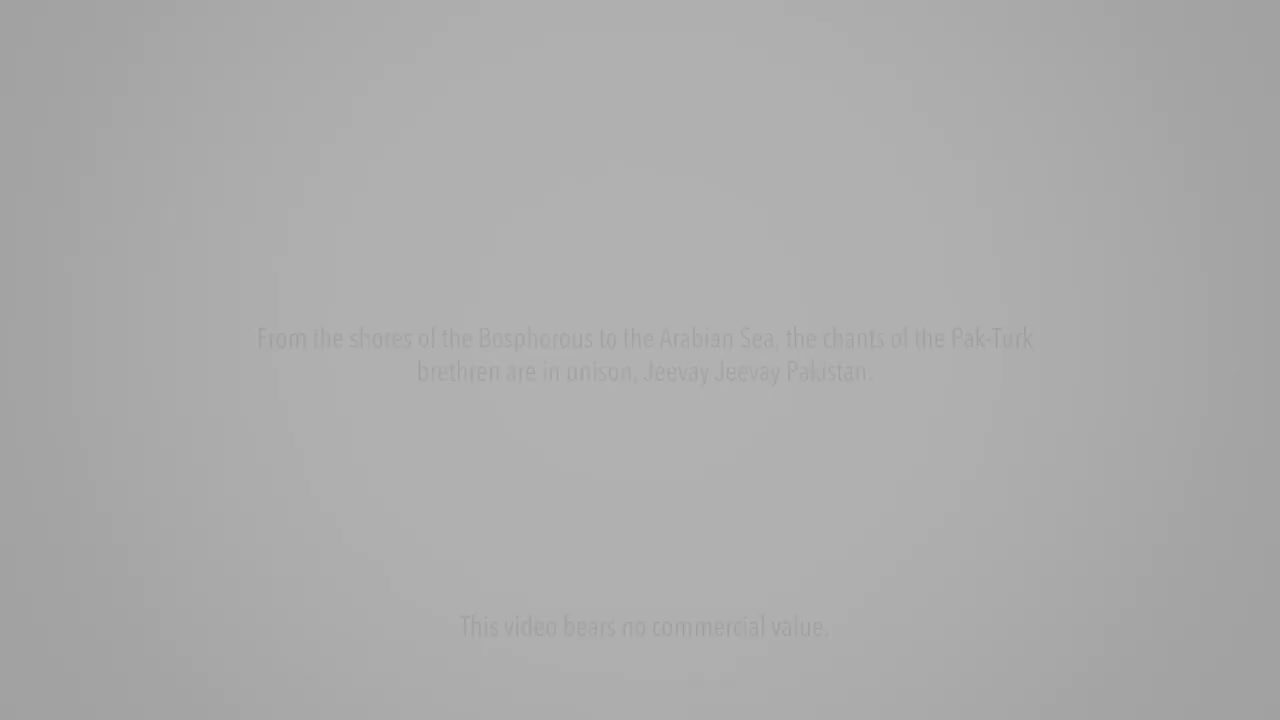 From the shores of the Bosphorous to the Arabian Sea, the chants of the Pak-Turk
brethren are in unison, Jeevay Jeevay Pakistan.
This video bears no commercial value.